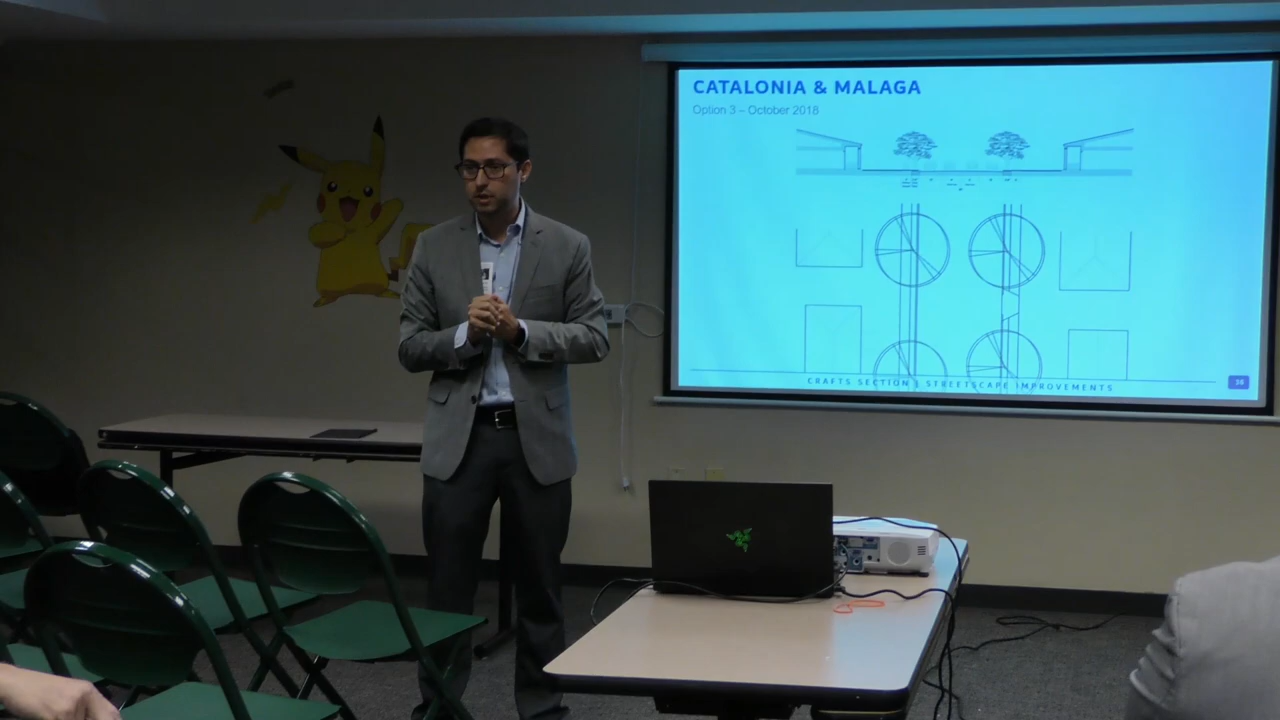 CATALONIA & MALAGA
Option 3 – October 2018
CRAFTS SECTION | STREETSCAPE IMPROVEMENTS
38